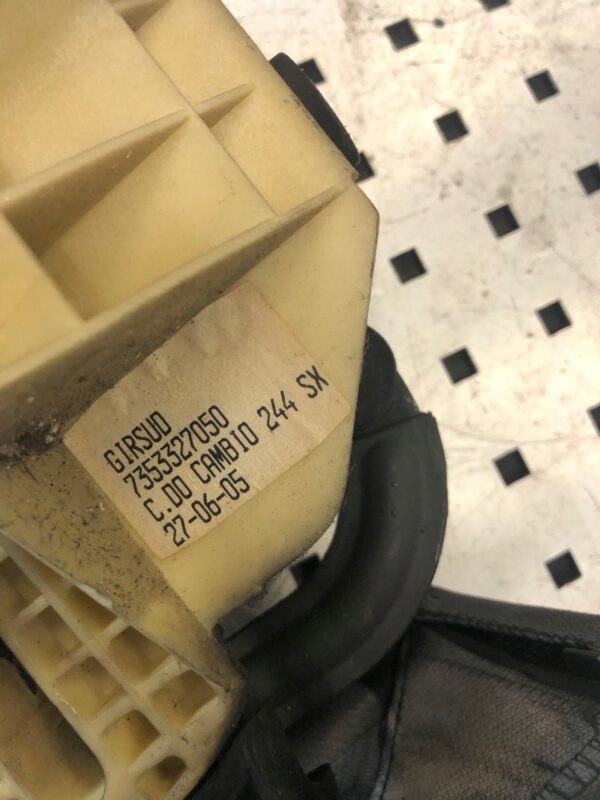 GIRSUD
7353327050
C.DO CAMBIO 244 SX
27-06-05